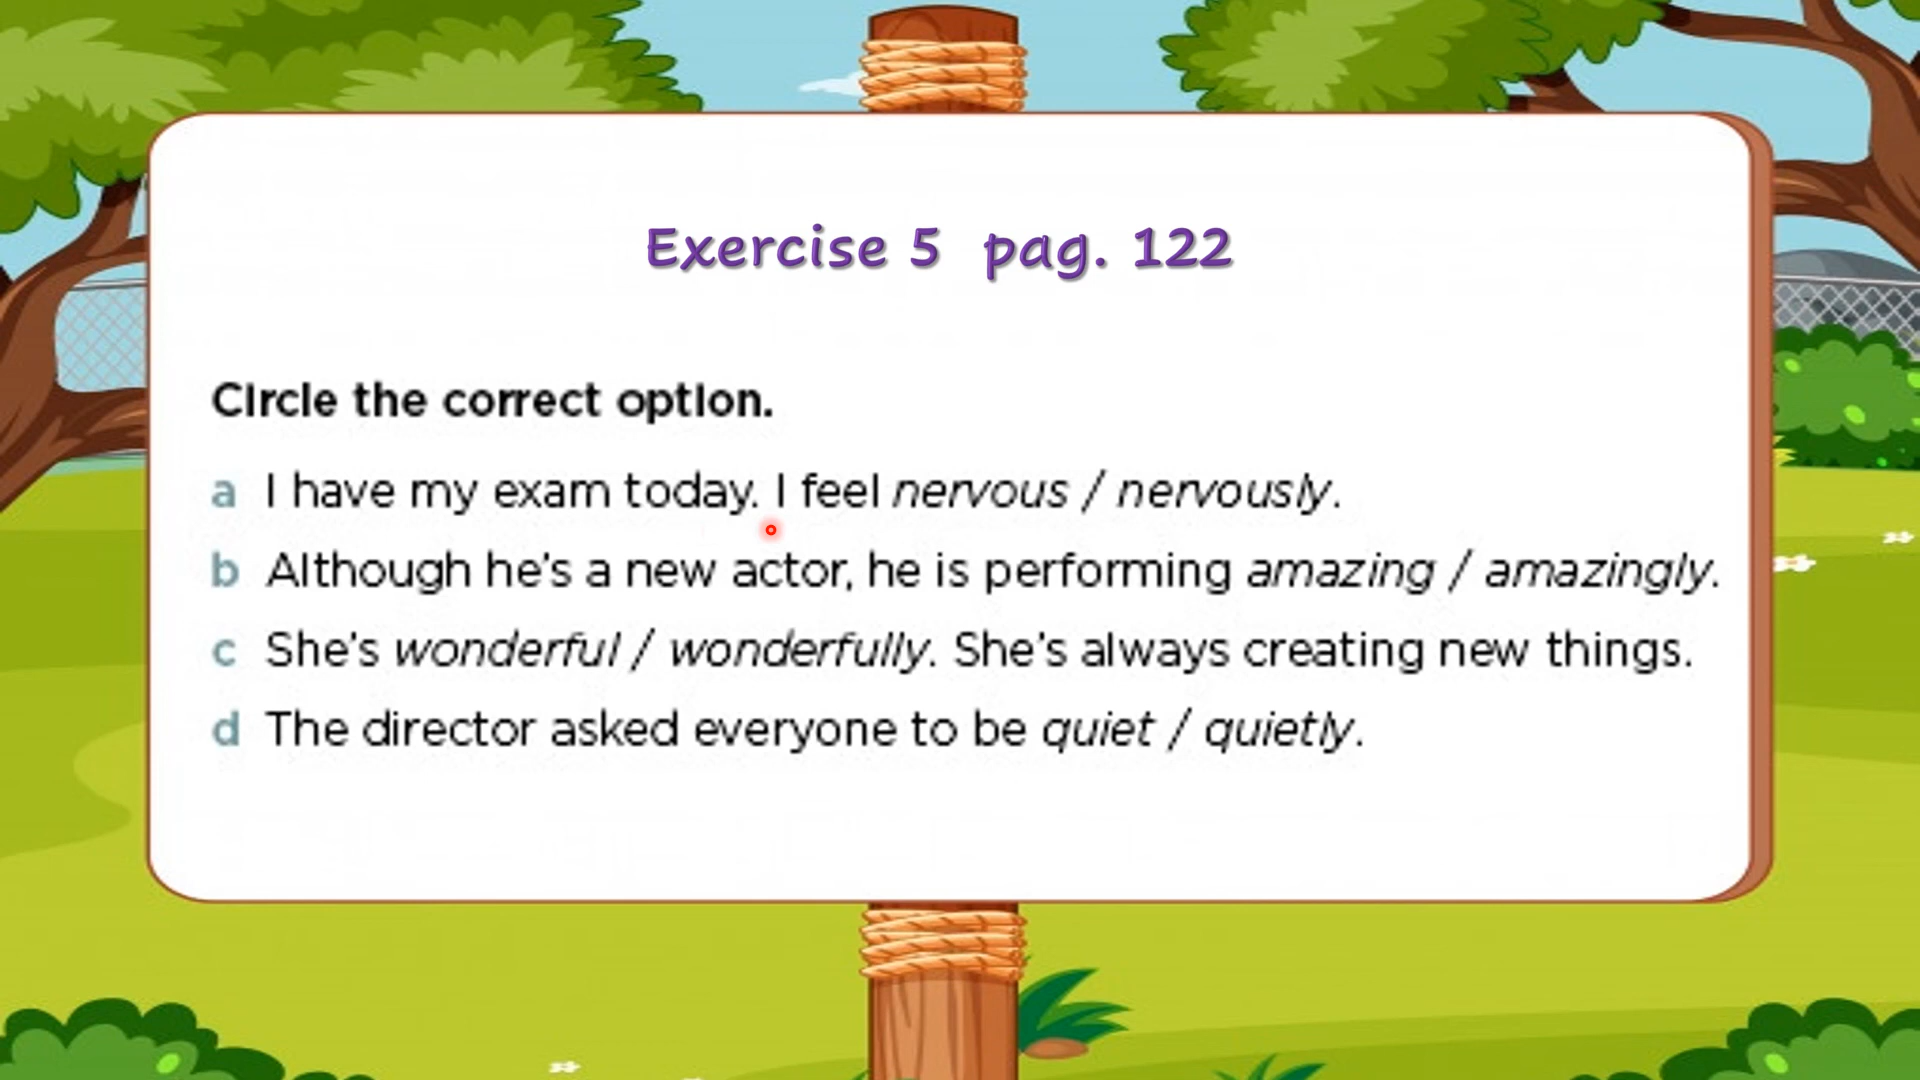 Exercise 5 pag. 122
Circle the correct option.
a I have my exam today. I feel nervous / nervously.
b Although he's a new actor, he is performing amazing / amazingly.
c She's wonderful / wonderfully. She's always creating new things.
d The director asked everyone to be quiet / quietly.